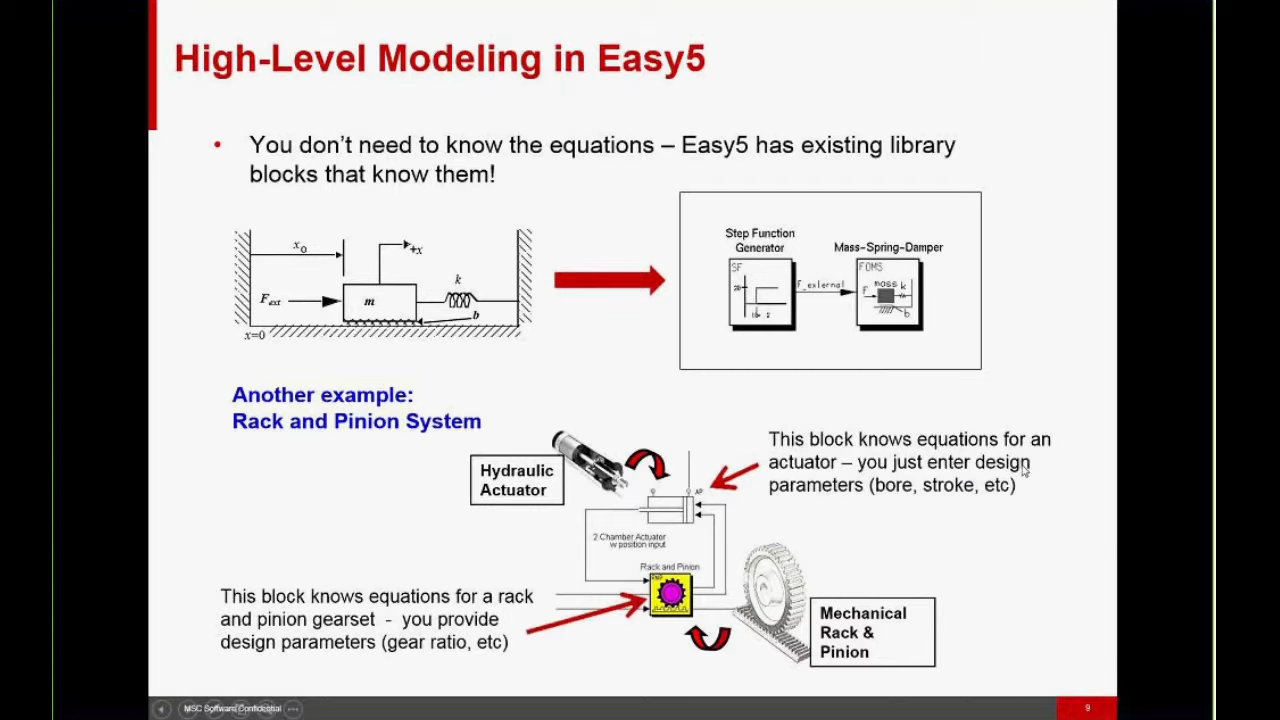 High-Level Modeling in Easy5
• You don't need to know the equations – Easy5 has existing library
blocks that know them!
x₀
+x
k
F_ext
m
b
x=0
Step Function
Generator
Mass-Spring-Damper
SF
F_external
FOMS
mass k
F
b
Another example:
Rack and Pinion System
Hydraulic
Actuator
This block knows equations for an
actuator – you just enter design
parameters (bore, stroke, etc)
AP
2 Chamber Actuator
w position input
Rack and Pinion
This block knows equations for a rack
and pinion gearset - you provide
design parameters (gear ratio, etc)
Mechanical
Rack &
Pinion
MSC Software Confidential
9